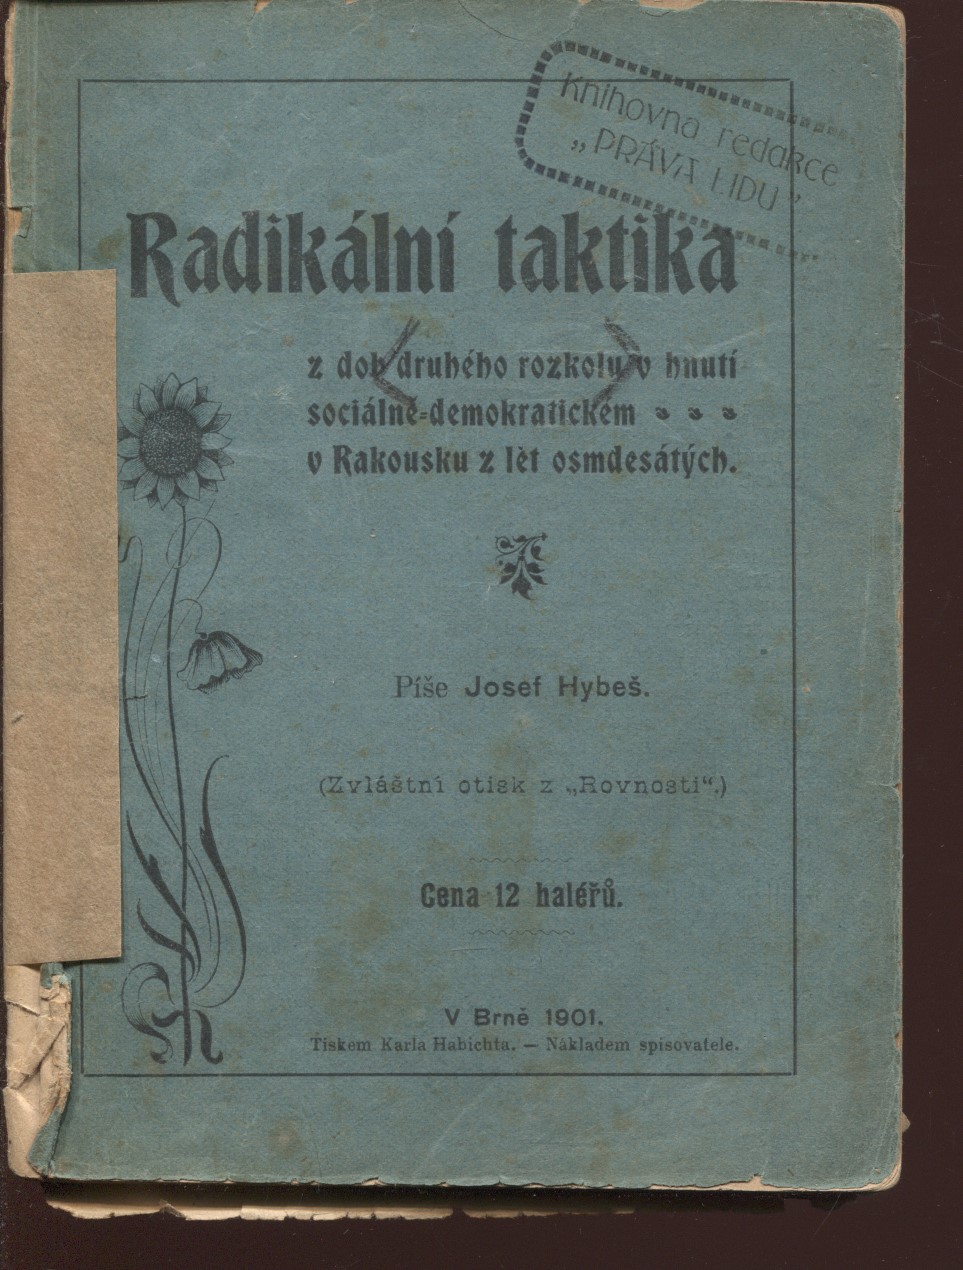 Knihovna redakce
„PRÁVA LIDU"
Radikální taktika
z dob druhého rozkolu v hnutí
sociálně-demokratickém
v Rakousku z lět osmdesátých.
Píše Josef Hybeš.
(Zvláštní otisk z „Rovnosti“.)
Cena 12 haléřů.
V Brně 1901.
Tiskem Karla Habichta. — Nákladem spisovatele.